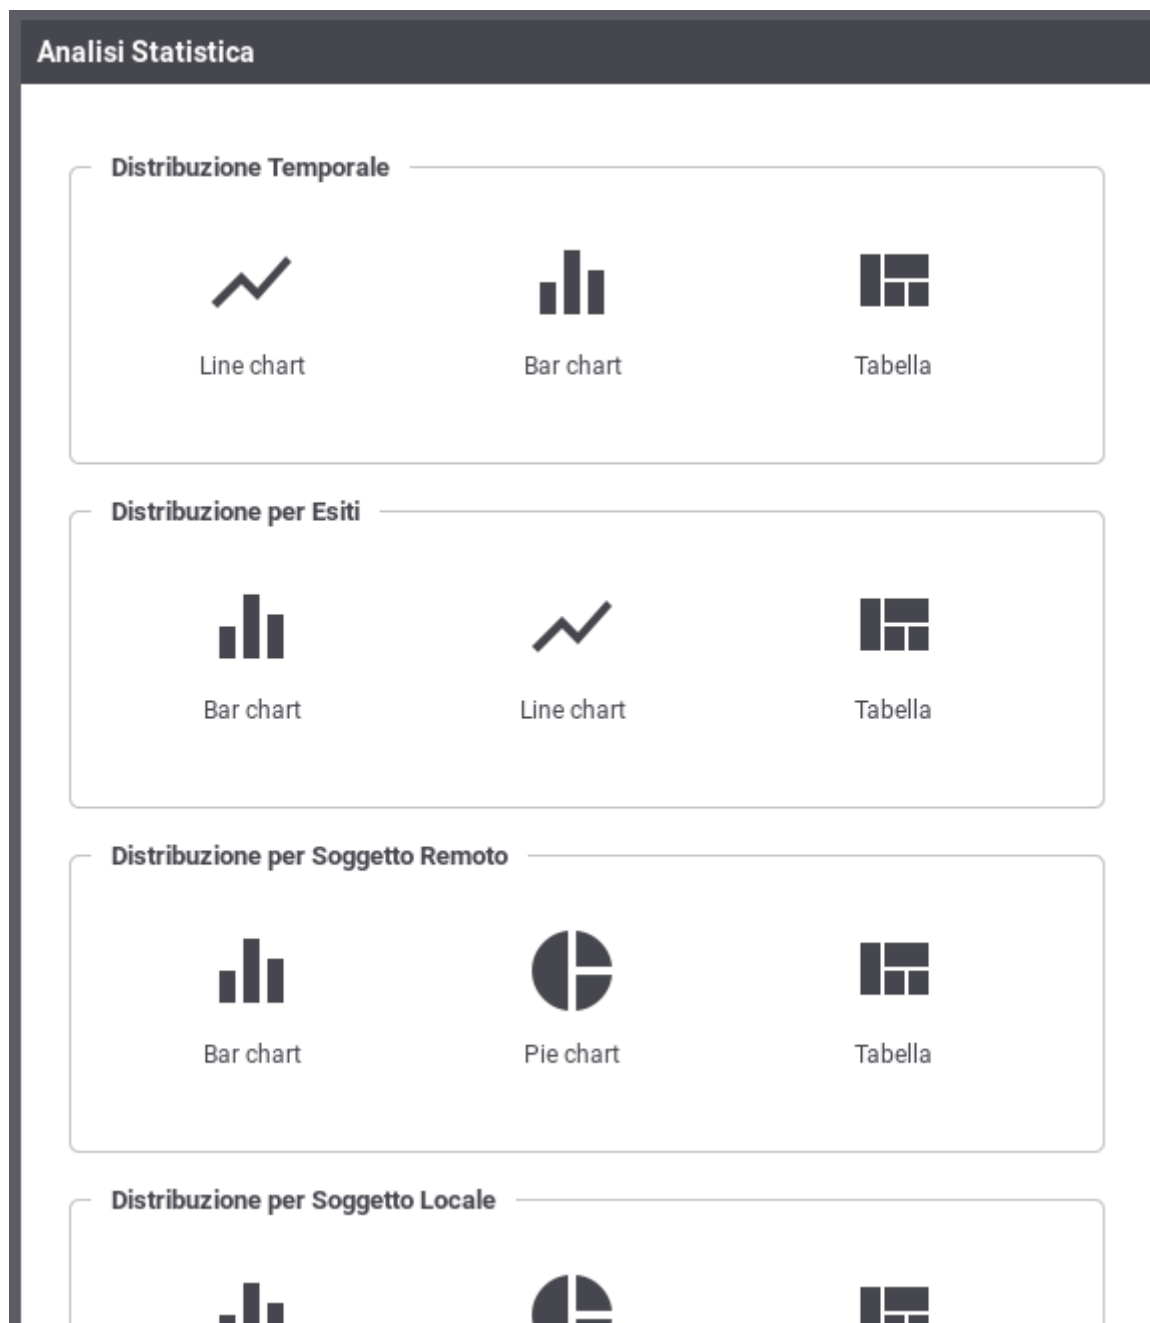 Analisi Statistica
Distribuzione Temporale
Line chart
Bar chart
Tabella
Distribuzione per Esiti
Bar chart
Line chart
Tabella
Distribuzione per Soggetto Remoto
Bar chart
Pie chart
Tabella
Distribuzione per Soggetto Locale